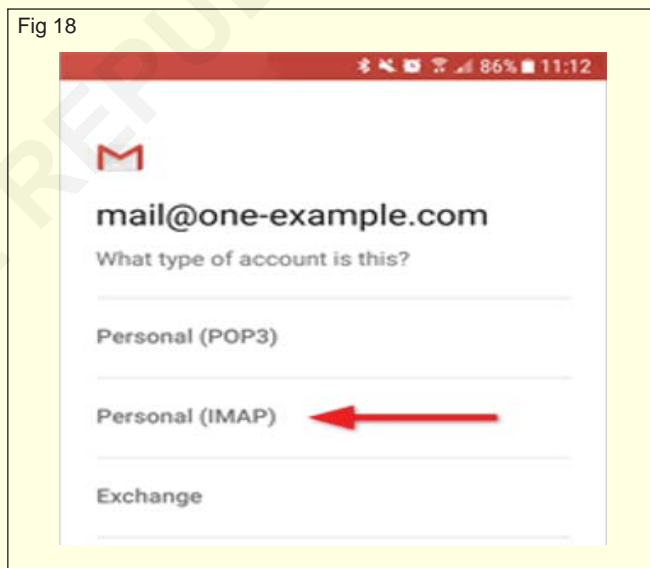 Fig 18
86% 11:12
mail@one-example.com
What type of account is this?
Personal (POP3)
Personal (IMAP)
Exchange